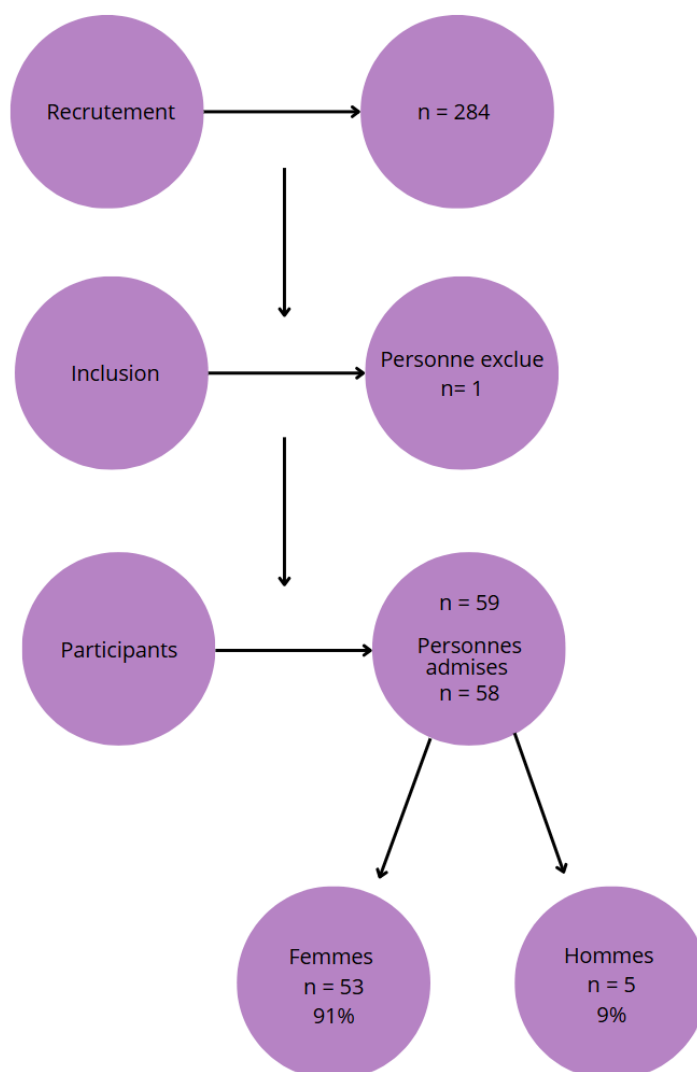 Recrutement
n = 284
Inclusion
Personne exclue
n= 1
Participants
n = 59
Personnes
admises
n = 58
Femmes
n = 53
91%
Hommes
n = 5
9%